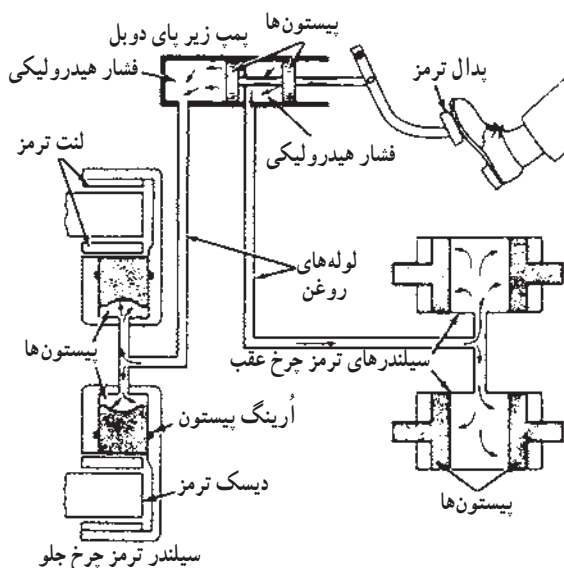 پیستون‌ها
پمپ زیر پای دوبل
فشار هیدرولیکی
پدال ترمز
فشار هیدرولیکی
لنت ترمز
لوله‌های
روغن
پیستون‌ها
سیلندرهای ترمز چرخ عقب
اُرینگ پیستون
دیسک ترمز
پیستون‌ها
سیلندر ترمز چرخ جلو